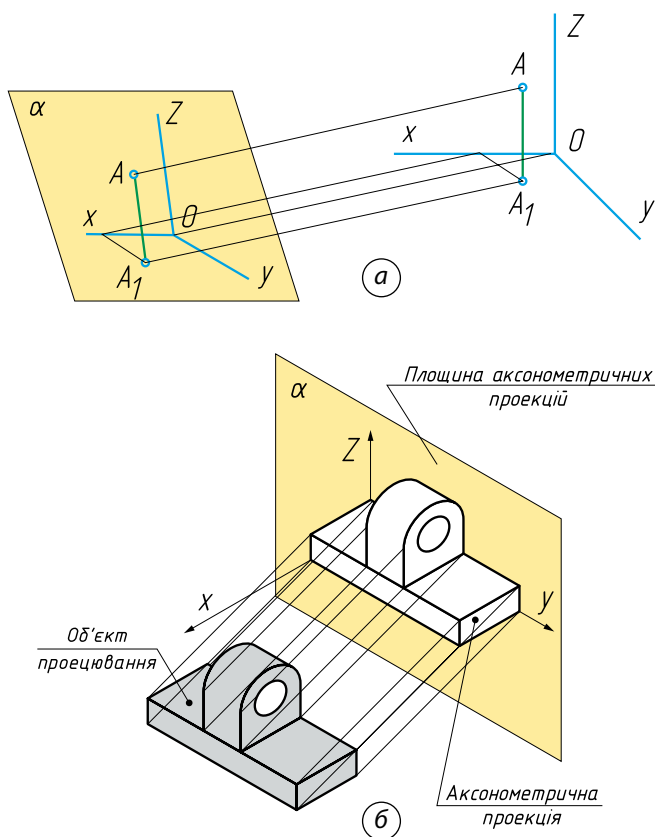 Z
A
α
Z
x
O
A
x
O
A1
y
y
A1
а
Площина аксонометричних
проекцій
α
Z
x
y
Об'єкт
проецювання
Аксонометрична
проекція
б